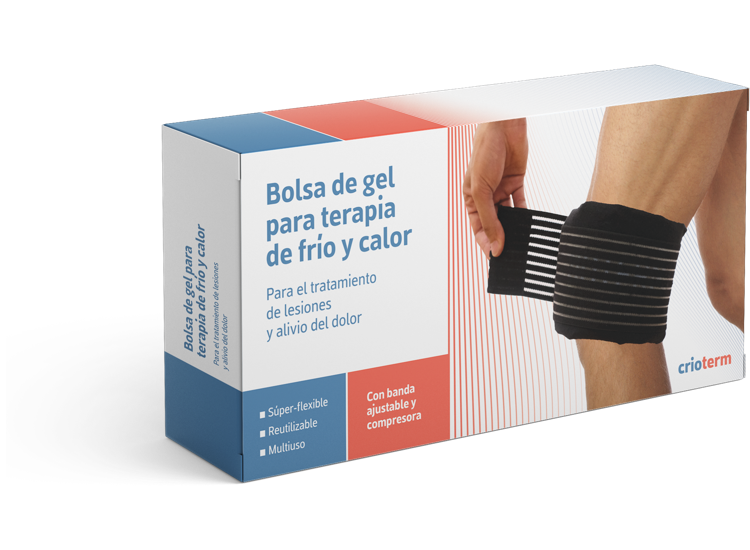 Bolsa de gel
para terapia
de frío y calor
Para el tratamiento
de lesiones
y alivio del dolor
Súper-flexible
Reutilizable
Multiuso
Con banda
ajustable y
compresora
crioterm
Bolsa de gel para
terapia de frío y calor
Para el tratamiento de lesiones
y alivio del dolor